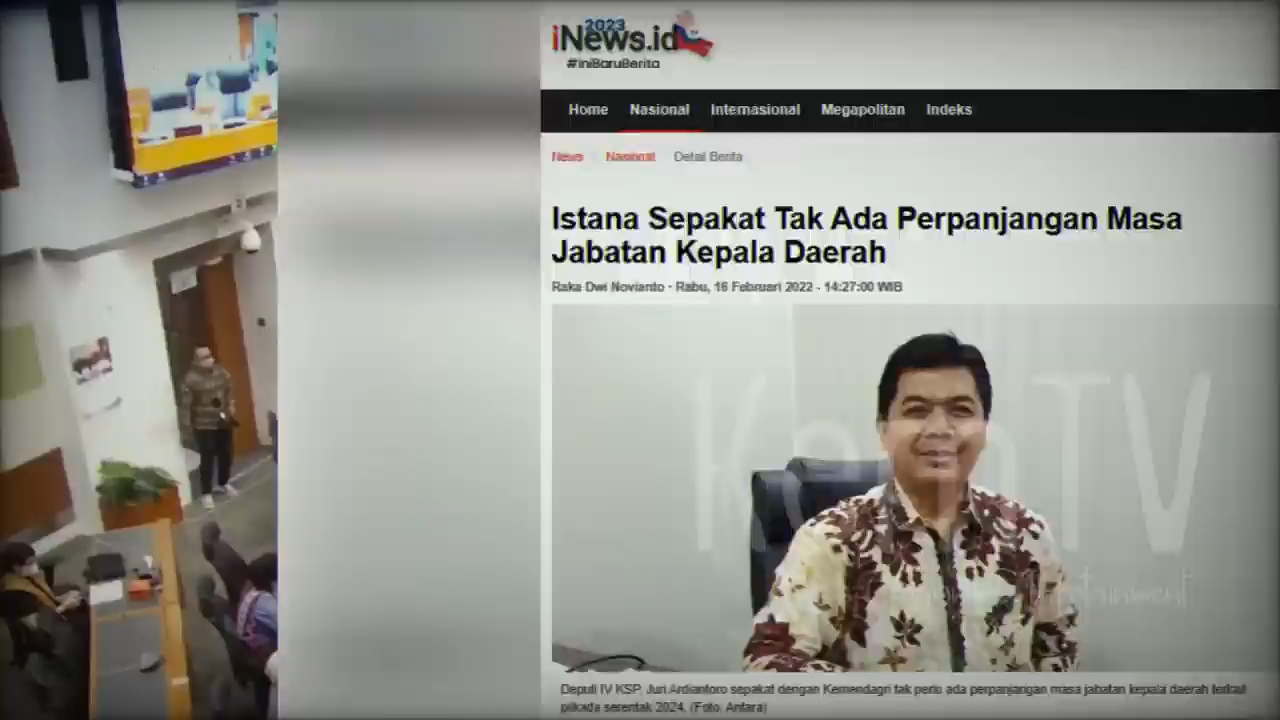 2023
iNews.id
#IniBaruBerita
Home Nasional Internasional Megapolitan Indeks
News Nasional Detail Berita
Istana Sepakat Tak Ada Perpanjangan Masa
Jabatan Kepala Daerah
Raka Dwi Novianto - Rabu, 16 Februari 2022 - 14:27:00 WIB
TV
Deputi IV KSP, Juri Ardiantoro sepakat dengan Kemendagri tak perlu ada perpanjangan masa jabatan kepala daerah terkait
pilkada serentak 2024. (Foto: Antara)